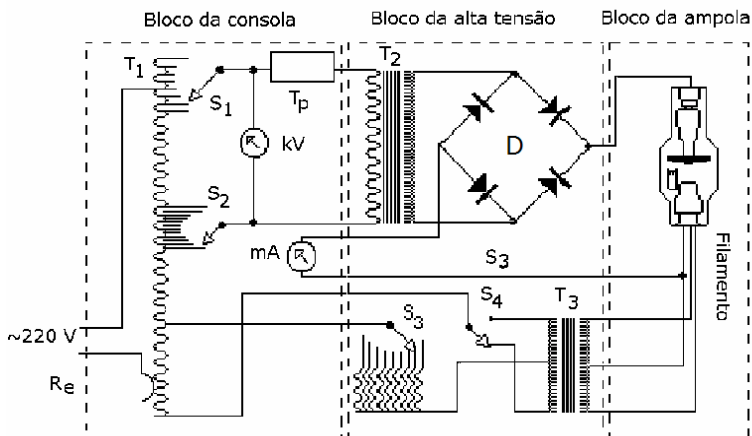 Bloco da consola
Bloco da alta tensão
Bloco da ampola
T1
S1
Tp
T2
kV
D
S2
mA
S3
Filamento
S4
T3
S3
~220 V
Re